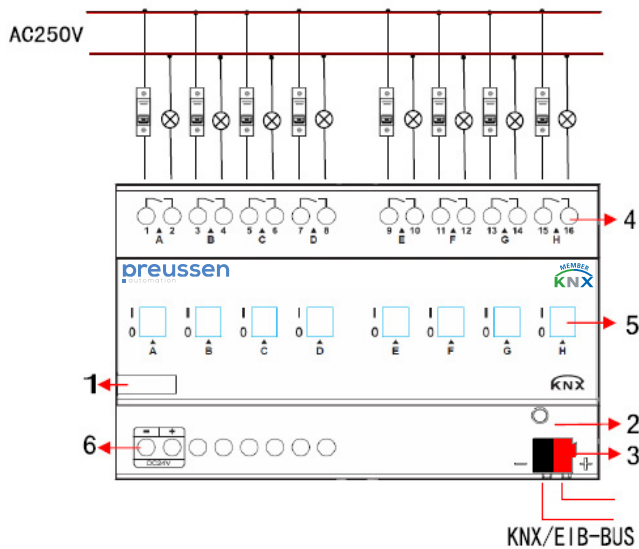 AC250V
1 2 3 4 5 6 7 8 9 10 11 12 13 14 15 16
A B C D E F G H
4
preussen
automation
MEMBER
KNX
I I I I I I I I
5
0 0 0 0 0 0 0 0
A B C D E F G H
1
KNX
2
- +
6
DC24V
- +
3
KNX/EIB-BUS